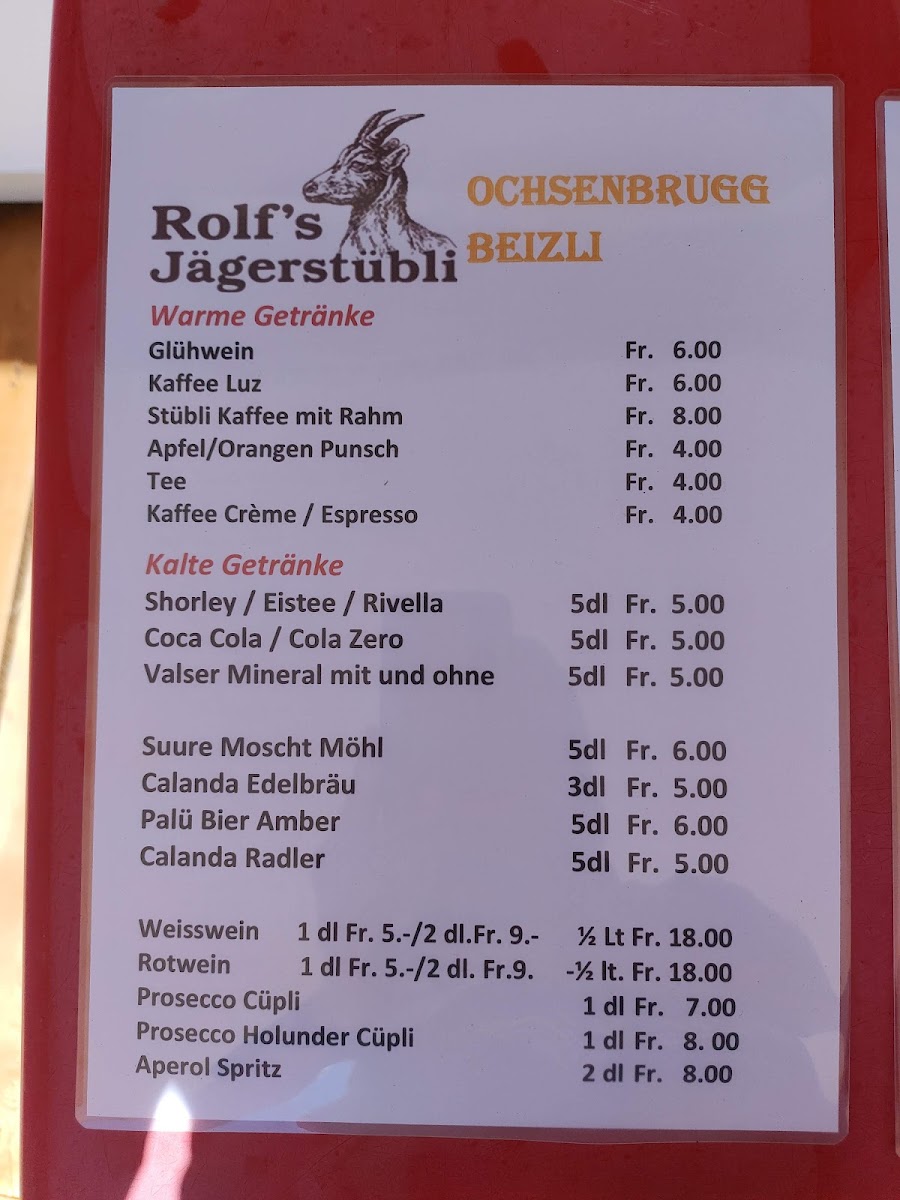 Rolf's
Jägerstübli
OCHSENBRUGG
BEIZLI
Warme Getränke
Glühwein Fr. 6.00
Kaffee Luz Fr. 6.00
Stübli Kaffee mit Rahm Fr. 8.00
Apfel/Orangen Punsch Fr. 4.00
Tee Fr. 4.00
Kaffee Crème / Espresso Fr. 4.00
Kalte Getränke
Shorley / Eistee / Rivella 5dl Fr. 5.00
Coca Cola / Cola Zero 5dl Fr. 5.00
Valser Mineral mit und ohne 5dl Fr. 5.00
Suure Moscht Möhl 5dl Fr. 6.00
Calanda Edelbräu 3dl Fr. 5.00
Palü Bier Amber 5dl Fr. 6.00
Calanda Radler 5dl Fr. 5.00
Weisswein 1 dl Fr. 5.-/2 dl.Fr. 9.- ½ Lt Fr. 18.00
Rotwein 1 dl Fr. 5.-/2 dl. Fr.9. -½ lt. Fr. 18.00
Prosecco Cüpli 1 dl Fr. 7.00
Prosecco Holunder Cüpli 1 dl Fr. 8. 00
Aperol Spritz 2 dl Fr. 8.00